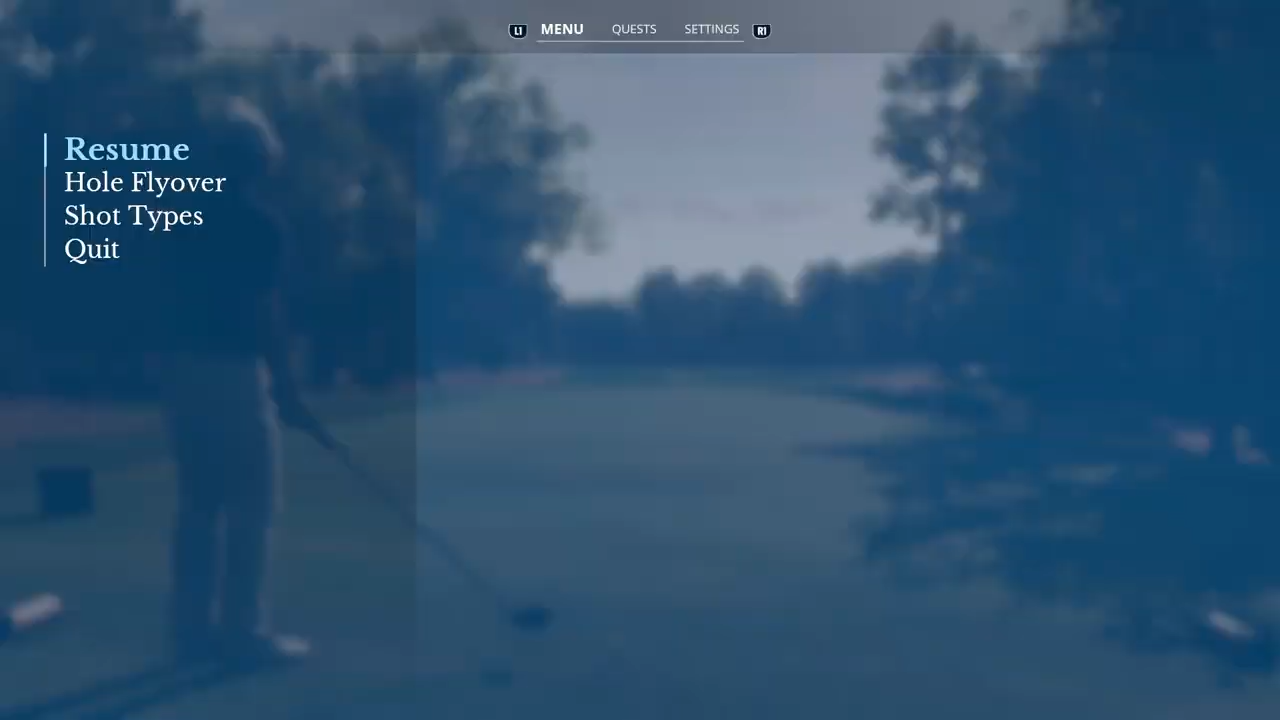 L1 MENU QUESTS SETTINGS R1
Resume
Hole Flyover
Shot Types
Quit